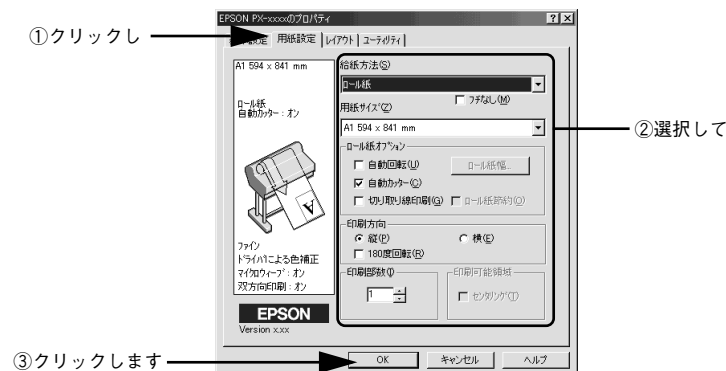 EPSON PX-xxxxのプロパティ
①クリックし
設定 用紙設定 レイアウト ユーティリティ
A1 594 x 841 mm
ロール紙
自動カッター:オン
A
ファイン
ドライバによる色補正
マイクロウィーブ:オン
双方向印刷:オン
EPSON
Version x.xx
給紙方法(S)
ロール紙
用紙サイズ(Z)
フチなし(M)
A1 594 x 841 mm
②選択して
ロール紙オプション
自動回転(U)
ロール紙幅...
自動カッター(C)
切り取り線印刷(G)
ロール紙節約(O)
印刷方向
縦(P)
横(E)
180度回転(R)
印刷部数(I)
1
印刷可能領域
センタリング(T)
③クリックします
OK キャンセル ヘルプ